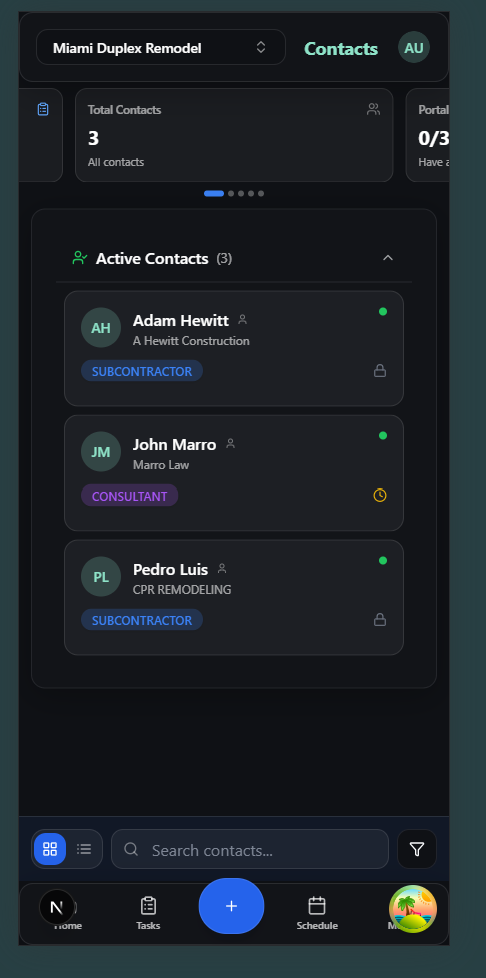 Miami Duplex Remodel
Contacts
AU
Total Contacts
3
All contacts
Portal
0/3
Have a
Active Contacts (3)
AH
Adam Hewitt
A Hewitt Construction
SUBCONTRACTOR
JM
John Marro
Marro Law
CONSULTANT
PL
Pedro Luis
CPR REMODELING
SUBCONTRACTOR
Search contacts...
N
ome
Tasks
+
Schedule
M